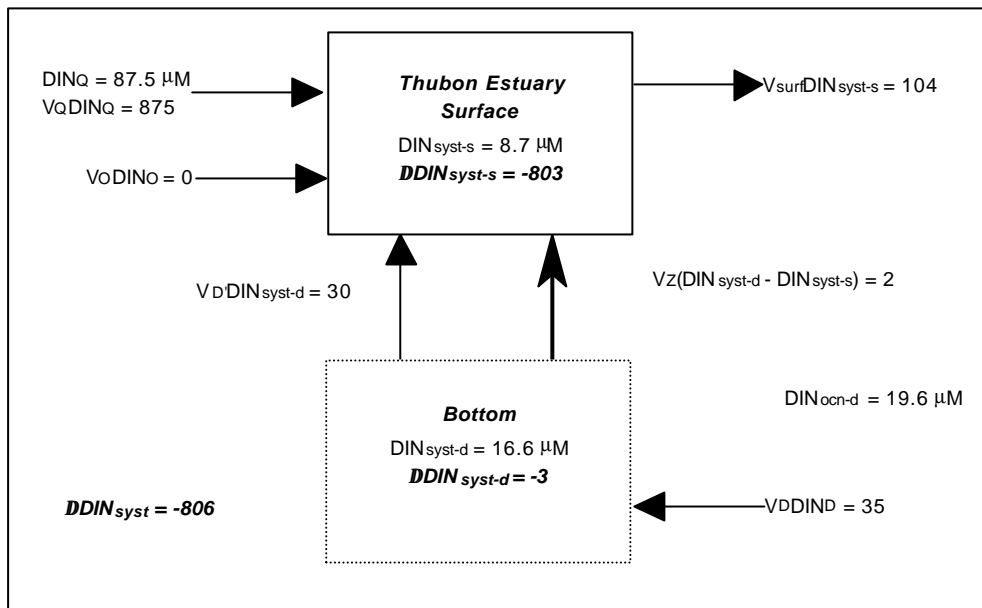 DINQ = 87.5 µM
VQDINQ = 875
VODINO = 0
Thubon Estuary
Surface
DINsyst-s = 8.7 µM
DDINsyst-s = -803
VsurfDINsyst-s = 104
VD'DINsyst-d = 30
VZ(DINsyst-d - DINsyst-s) = 2
Bottom
DINsyst-d = 16.6 µM
DDINsyst-d = -3
DINocn-d = 19.6 µM
DDINsyst = -806
VDDIND = 35